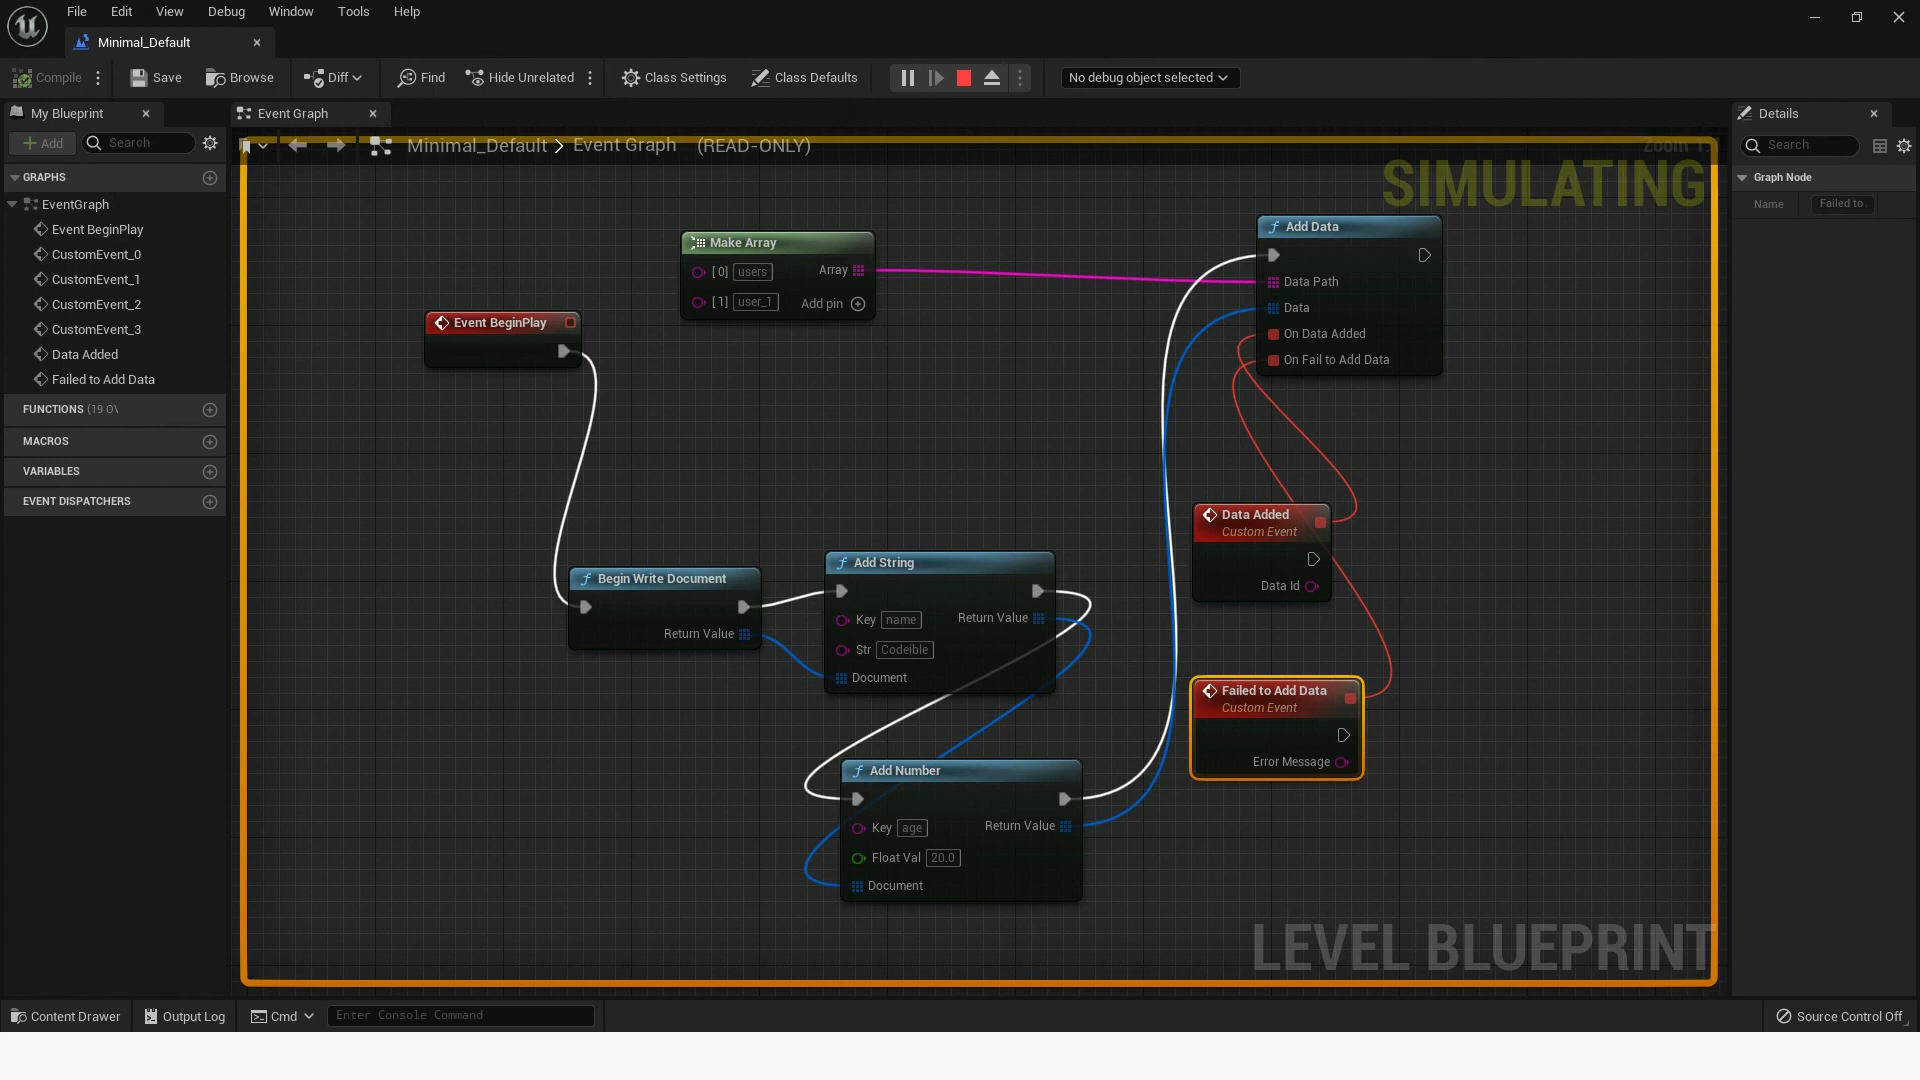 File Edit View Debug Window Tools Help
Minimal_Default
Compile Save Browse Diff Find Hide Unrelated Class Settings Class Defaults No debug object selected
My Blueprint
Event Graph
Details
Add Search
Minimal_Default > Event Graph (READ-ONLY)
Search
SIMULATING
GRAPHS
EventGraph
Event BeginPlay
CustomEvent_0
CustomEvent_1
CustomEvent_2
CustomEvent_3
Data Added
Failed to Add Data
FUNCTIONS (19
MACROS
VARIABLES
EVENT DISPATCHERS
Make Array
[0] users Array
[1] user_1 Add pin
Event BeginPlay
Add Data
Data Path
Data
On Data Added
On Fail to Add Data
Begin Write Document
Return Value
Add String
Key name Return Value
Str Codeible
Document
Add Number
Key age Return Value
Float Val 20.0
Document
Data Added
Custom Event
Data Id
Failed to Add Data
Custom Event
Error Message
LEVEL BLUEPRINT
Graph Node
Name Failed to
Content Drawer Output Log Cmd Enter Console Command Source Control Off